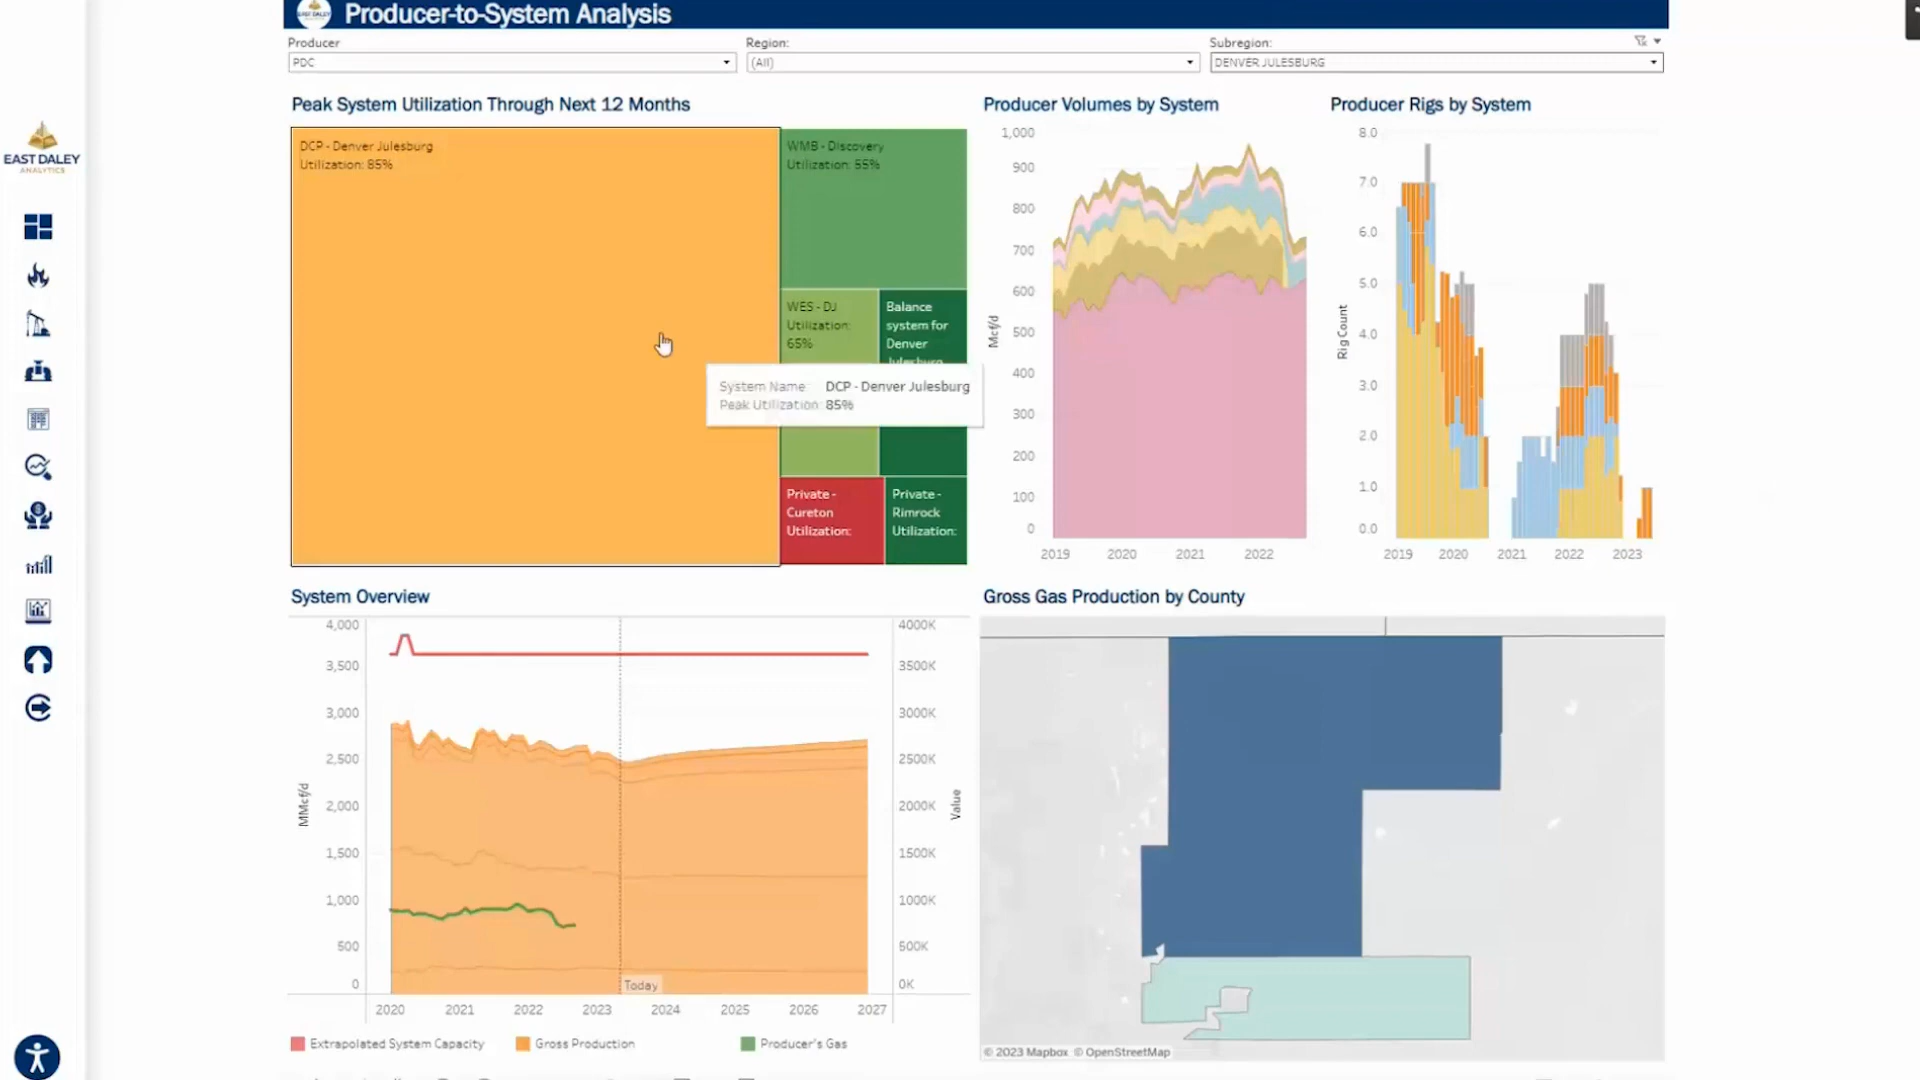 Producer-to-System Analysis
Producer
Region:
Subregion:
PDC
(All)
DENVER JULESBURG
EAST DALEY
ANALYTICS
Peak System Utilization Through Next 12 Months
DCP - Denver Julesburg
Utilization: 85%
WMB - Discovery
Utilization: 55%
WES - DJ
Utilization:
65%
Balance
system for
Denver
Julesburg
System Name: DCP - Denver Julesburg
Peak Utilization: 85%
Private -
Cureton
Utilization:
Private -
Rimrock
Utilization:
Producer Volumes by System
1,000
900
800
700
600
500
400
300
200
100
0
Mcf/d
2019 2020 2021 2022
Producer Rigs by System
8.0
7.0
6.0
5.0
4.0
3.0
2.0
1.0
0.0
Rig Count
2019 2020 2021 2022 2023
System Overview
4,000
3,500
3,000
2,500
2,000
1,500
1,000
500
0
MMcf/d
4000K
3500K
3000K
2500K
2000K
1500K
1000K
500K
0K
Value
Today
2020 2021 2022 2023 2024 2025 2026 2027
Extrapolated System Capacity
Gross Production
Producer's Gas
Gross Gas Production by County
© 2023 Mapbox © OpenStreetMap